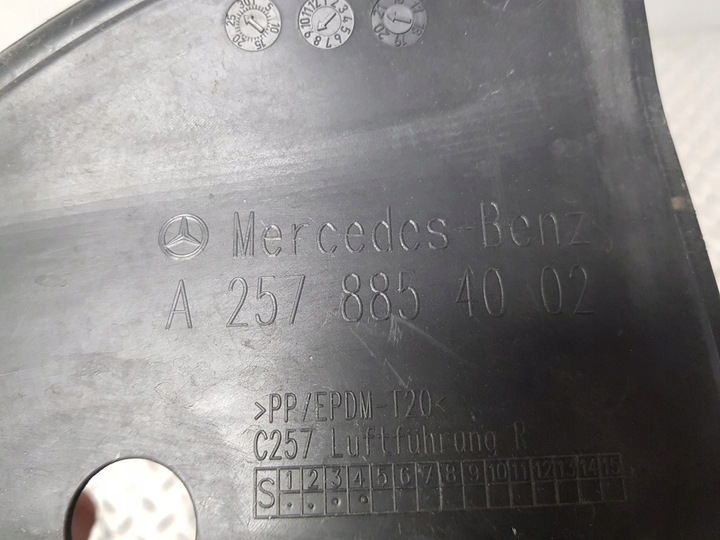 Mercedes-Benz
A 257 885 40 02
>PP/EPDM-T20<
C257 Luftführung R
S 1 2 3 4 5 6 7 8 9 10 11 12 13 14 15